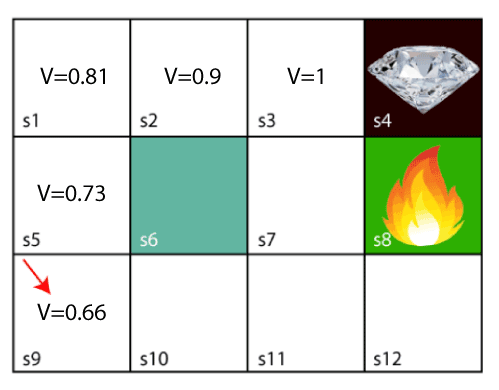 V=0.81
V=0.9
V=1
s1
s2
s3
s4
V=0.73
s5
s6
s7
s8
V=0.66
s9
s10
s11
s12